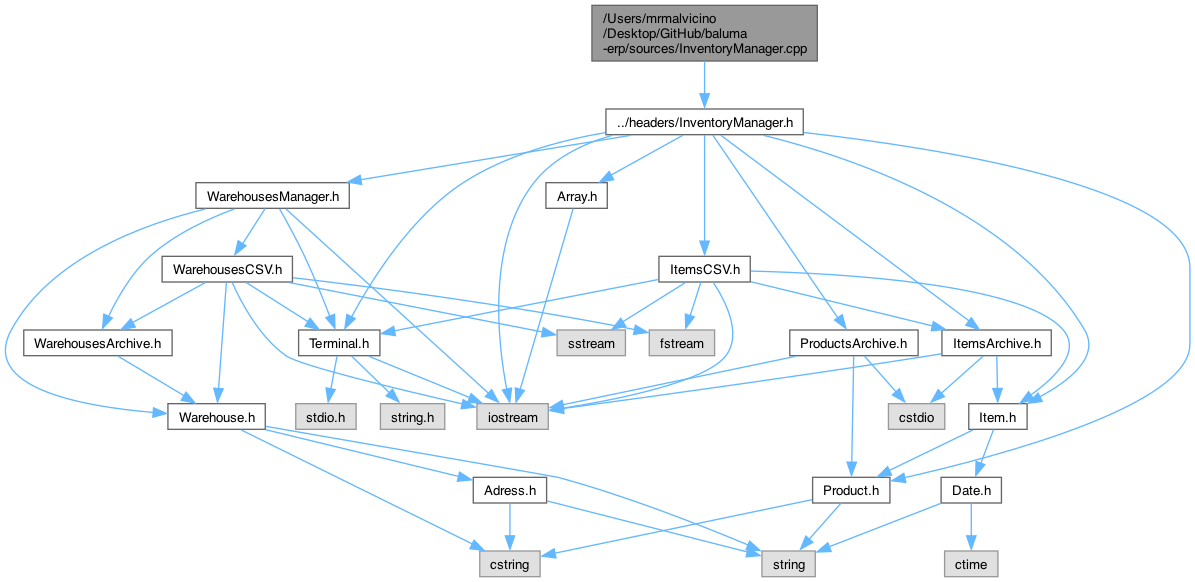 /Users/mrmalvicino
/Desktop/GitHub/baluma
-erp/sources/InventoryManager.cpp
../headers/InventoryManager.h
WarehousesManager.h
Array.h
WarehousesCSV.h
ItemsCSV.h
WarehousesArchive.h
Terminal.h
sstream
fstream
ProductsArchive.h
ItemsArchive.h
Warehouse.h
stdio.h
string.h
iostream
cstdio
Item.h
Adress.h
Product.h
Date.h
cstring
string
ctime